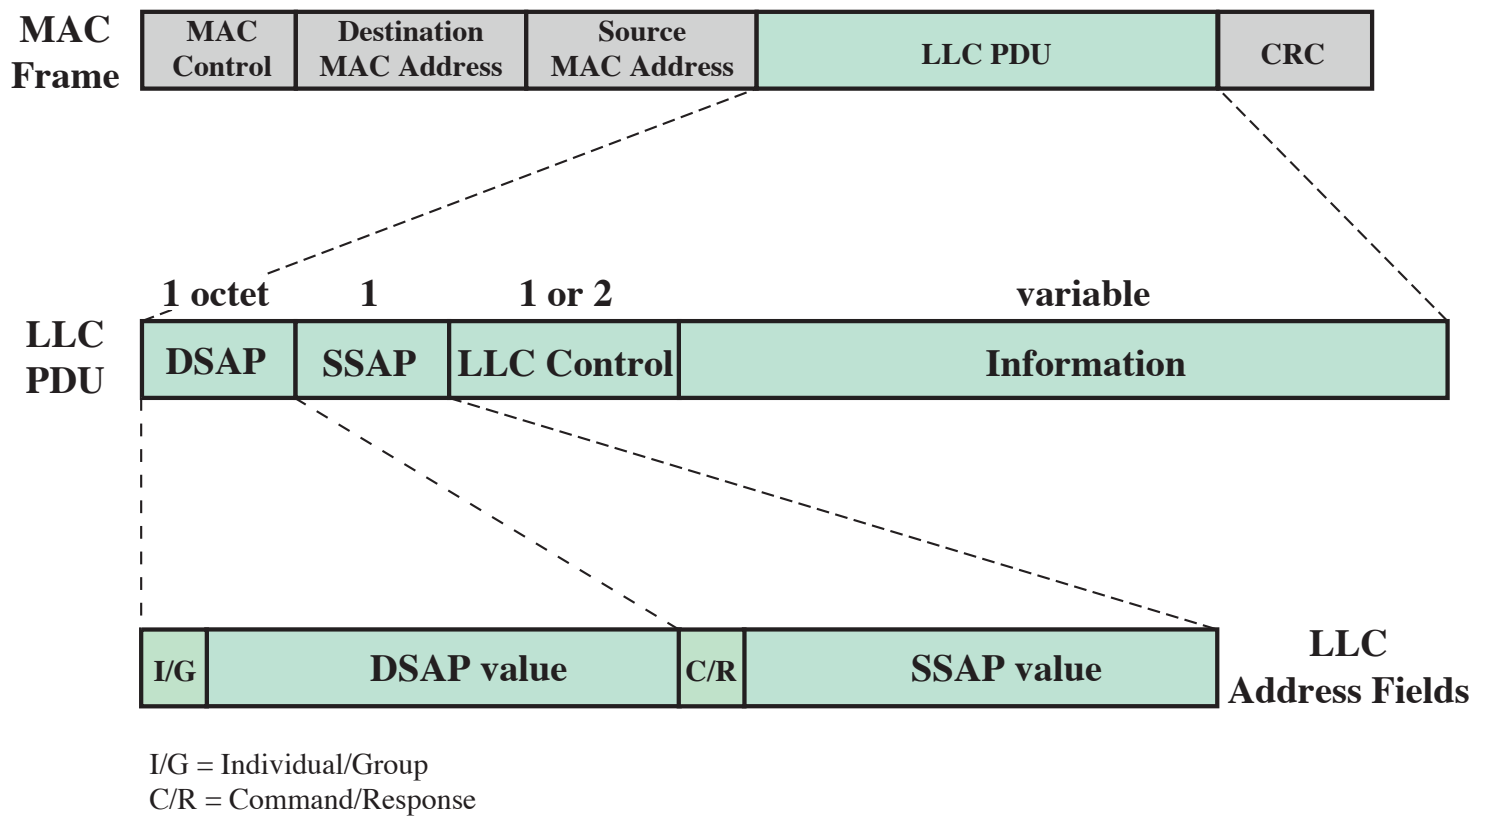 MAC
Frame
MAC
Control
Destination
MAC Address
Source
MAC Address
LLC PDU
CRC
1 octet
1
1 or 2
variable
LLC
PDU
DSAP
SSAP
LLC Control
Information
I/G
DSAP value
C/R
SSAP value
LLC
Address Fields
I/G = Individual/Group
C/R = Command/Response